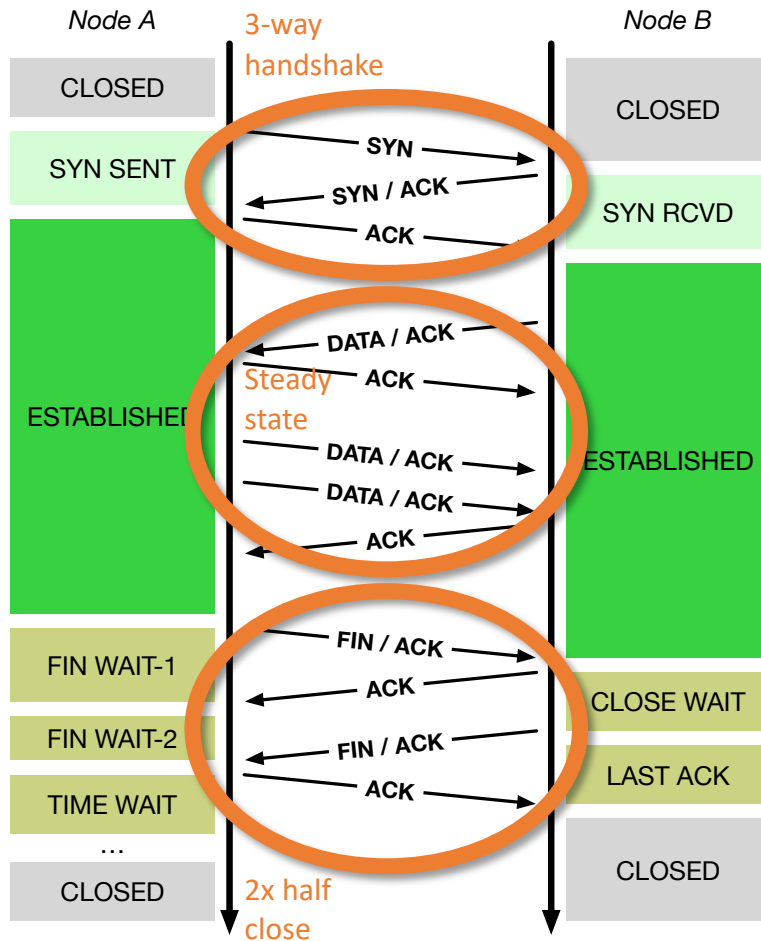 Node A
3-way
handshake
Node B
CLOSED
CLOSED
SYN
SYN SENT
SYN / ACK
SYN RCVD
ACK
DATA / ACK
Steady
state
ACK
ESTABLISHED
DATA / ACK
ESTABLISHED
DATA / ACK
ACK
FIN / ACK
FIN WAIT-1
ACK
CLOSE WAIT
FIN WAIT-2
FIN / ACK
LAST ACK
TIME WAIT
ACK
...
CLOSED
CLOSED
2x half
close